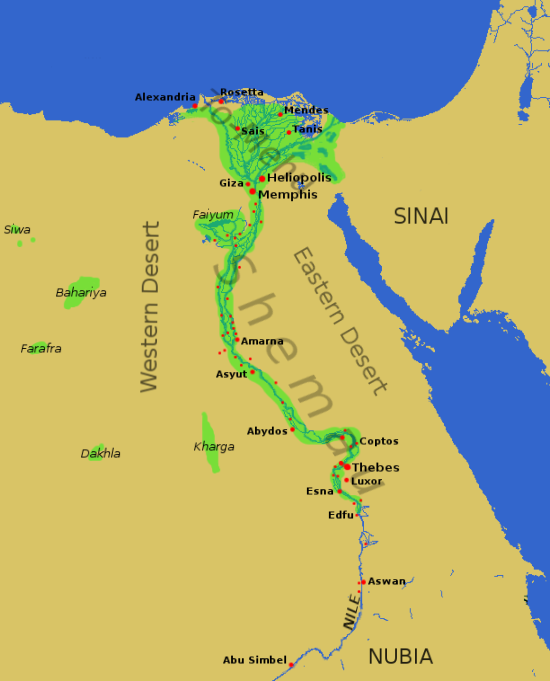 Rosetta
Alexandria
Mendes
Sais
Tanis
Heliopolis
Giza
Memphis
Faiyum
SINAI
Siwa
Western Desert
Eastern Desert
Shemau
Bahariya
Amarna
Farafra
Asyut
Abydos
Coptos
Kharga
Dakhla
Thebes
Luxor
Esna
Edfu
Aswan
NILE
NUBIA
Abu Simbel